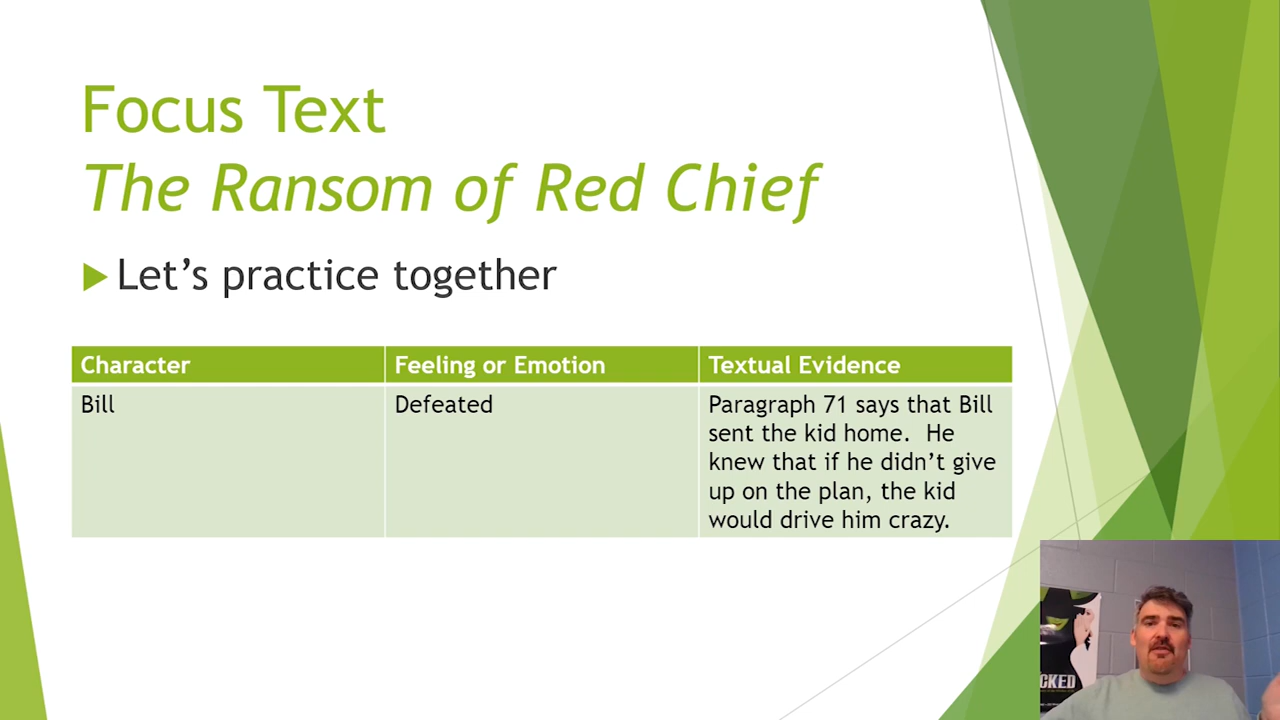 Focus Text
The Ransom of Red Chief
Let's practice together
Character Feeling or Emotion Textual Evidence
Bill Defeated Paragraph 71 says that Bill
sent the kid home.  He
knew that if he didn't give
up on the plan, the kid
would drive him crazy.
CKED